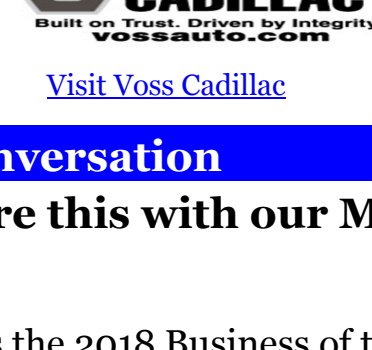 CADILLAC
Built on Trust. Driven by Integrity
vossauto.com
Visit Voss Cadillac
nversation
re this with our M
s the 2018 Business of t